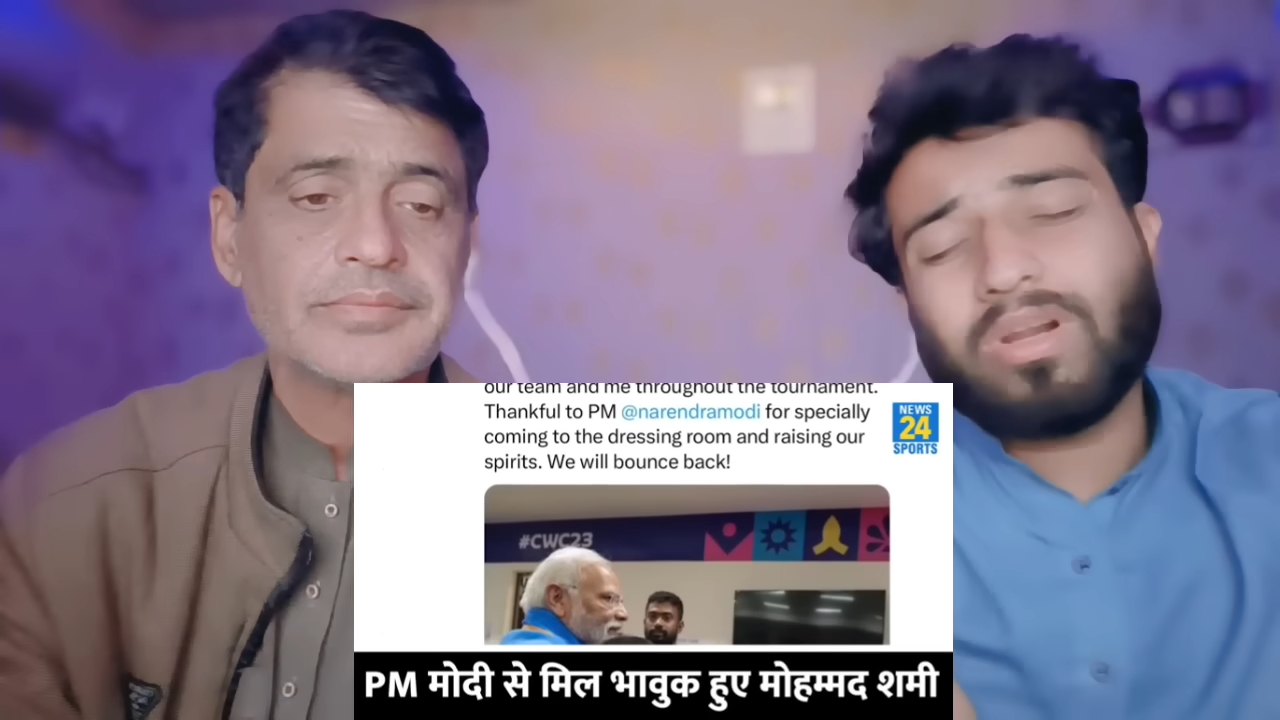 our team and me throughout the tournament.
Thankful to PM @narendramodi for specially
coming to the dressing room and raising our
spirits. We will bounce back!
NEWS
24
SPORTS
#CWC23
PM मोदी से मिल भावुक हुए मोहम्मद शमी